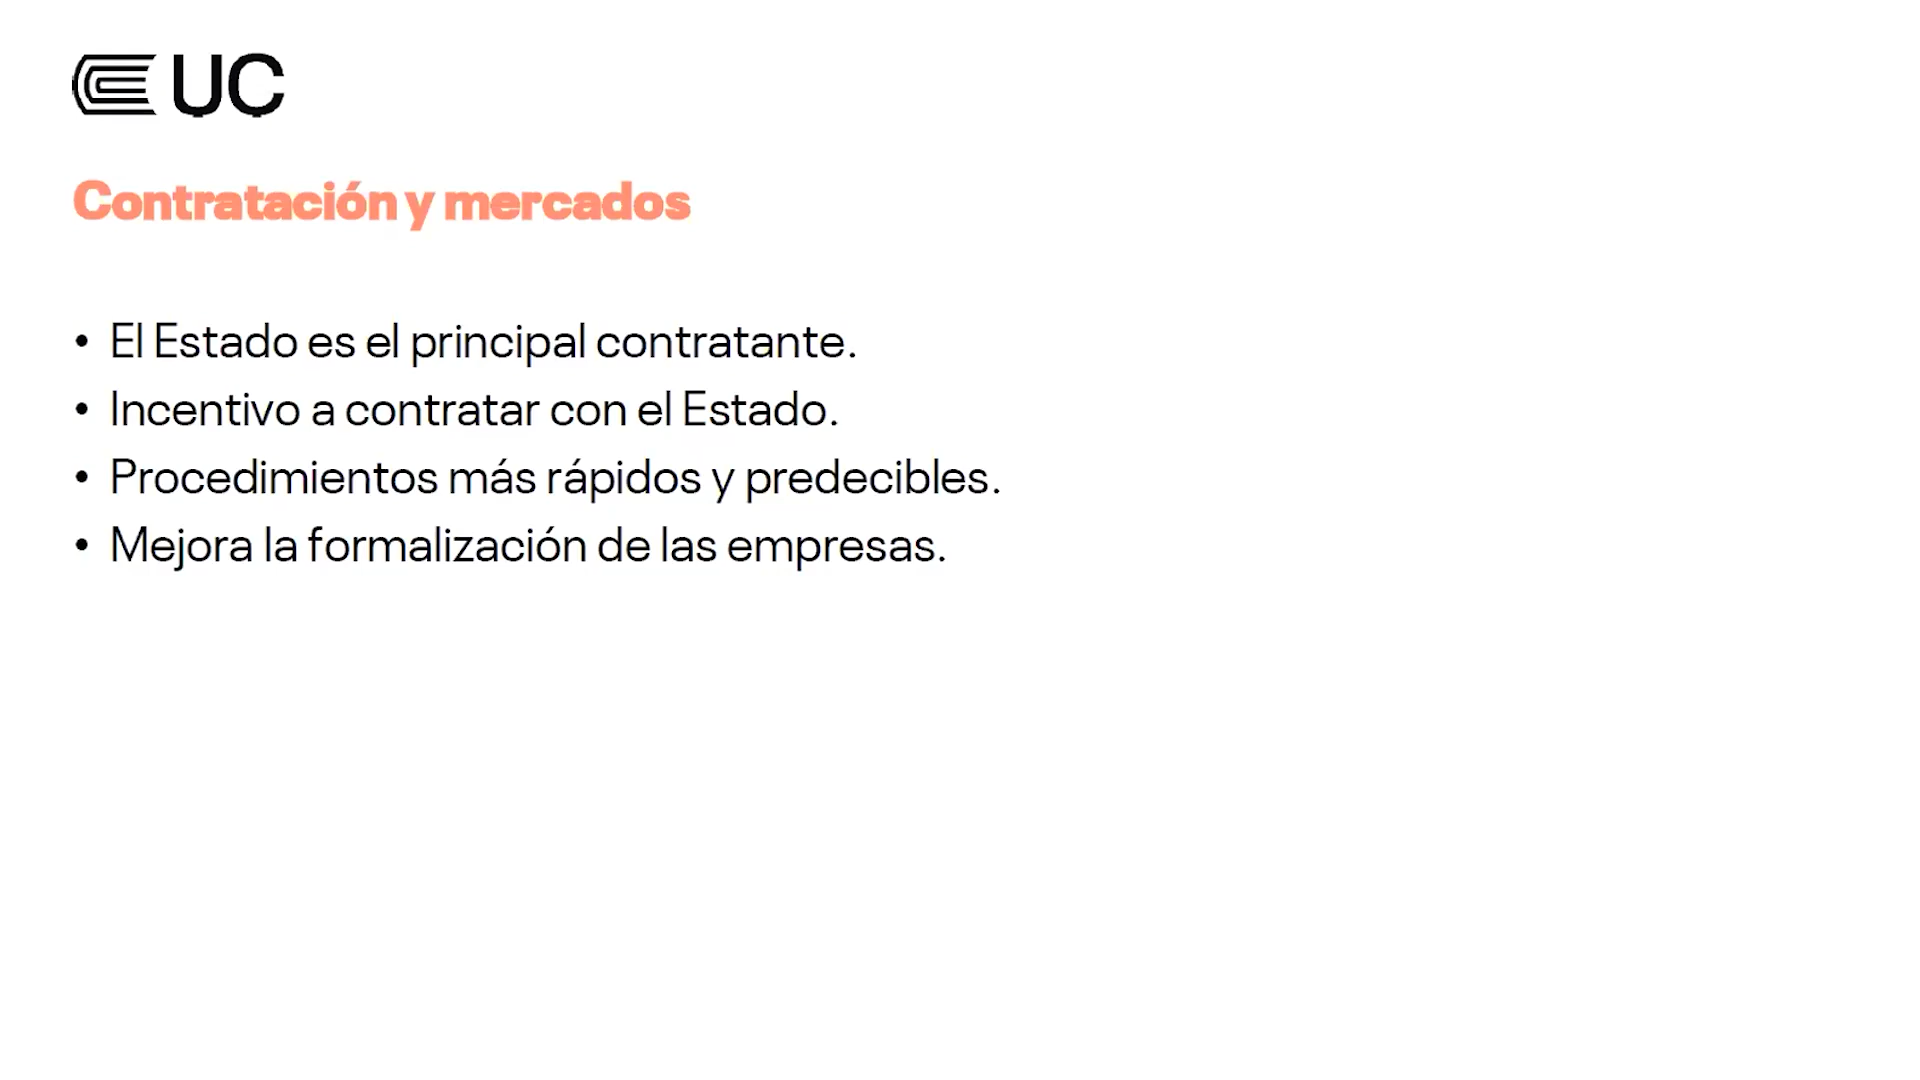 UC
Contratación y mercados
• El Estado es el principal contratante.
• Incentivo a contratar con el Estado.
• Procedimientos más rápidos y predecibles.
• Mejora la formalización de las empresas.